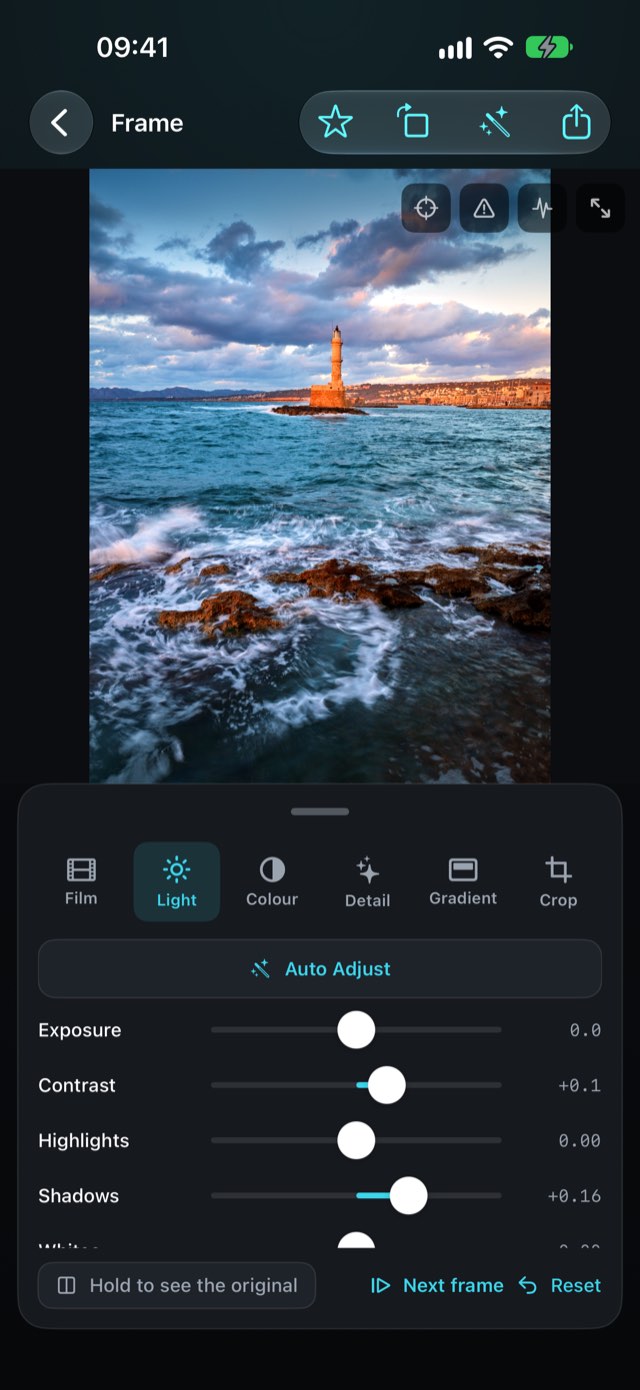 09:41
Frame
Film
Light
Colour
Detail
Gradient
Crop
Auto Adjust
Exposure 0.0
Contrast +0.1
Highlights 0.00
Shadows +0.16
Hold to see the original
Next frame
Reset